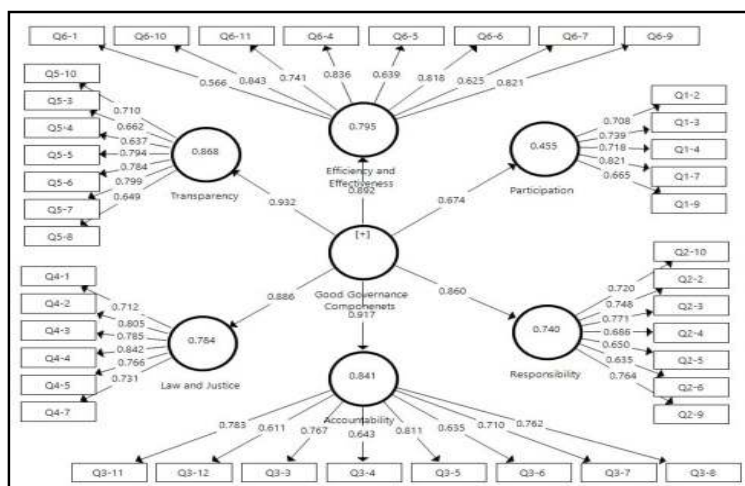 Q6-1 Q6-10 Q6-11 Q6-4 Q6-5 Q6-6 Q6-7 Q6-9
0.566 0.843 0.741 0.836 0.639 0.818 0.625 0.821
Q5-10
Q5-3
Q5-4
Q5-5
Q5-6
Q5-7
Q5-8
0.710
0.662
0.637
0.794
0.784
0.799
0.649
0.868
Transparency
0.795
Efficiency and
Effectiveness
0.455
Participation
0.708
0.739
0.718
0.821
0.665
Q1-2
Q1-3
Q1-4
Q1-7
Q1-9
0.932
0.892
0.674
[+]
Good Governance
Componenets
0.886
0.917
0.860
Q4-1
Q4-2
Q4-3
Q4-4
Q4-5
Q4-7
0.712
0.805
0.785
0.842
0.766
0.731
0.784
Law and Justice
0.841
Accountability
0.740
Responsibility
0.720
0.748
0.771
0.686
0.650
0.635
0.764
Q2-10
Q2-2
Q2-3
Q2-4
Q2-5
Q2-6
Q2-9
0.783 0.611 0.767 0.643 0.811 0.635 0.710 0.762
Q3-11 Q3-12 Q3-3 Q3-4 Q3-5 Q3-6 Q3-7 Q3-8